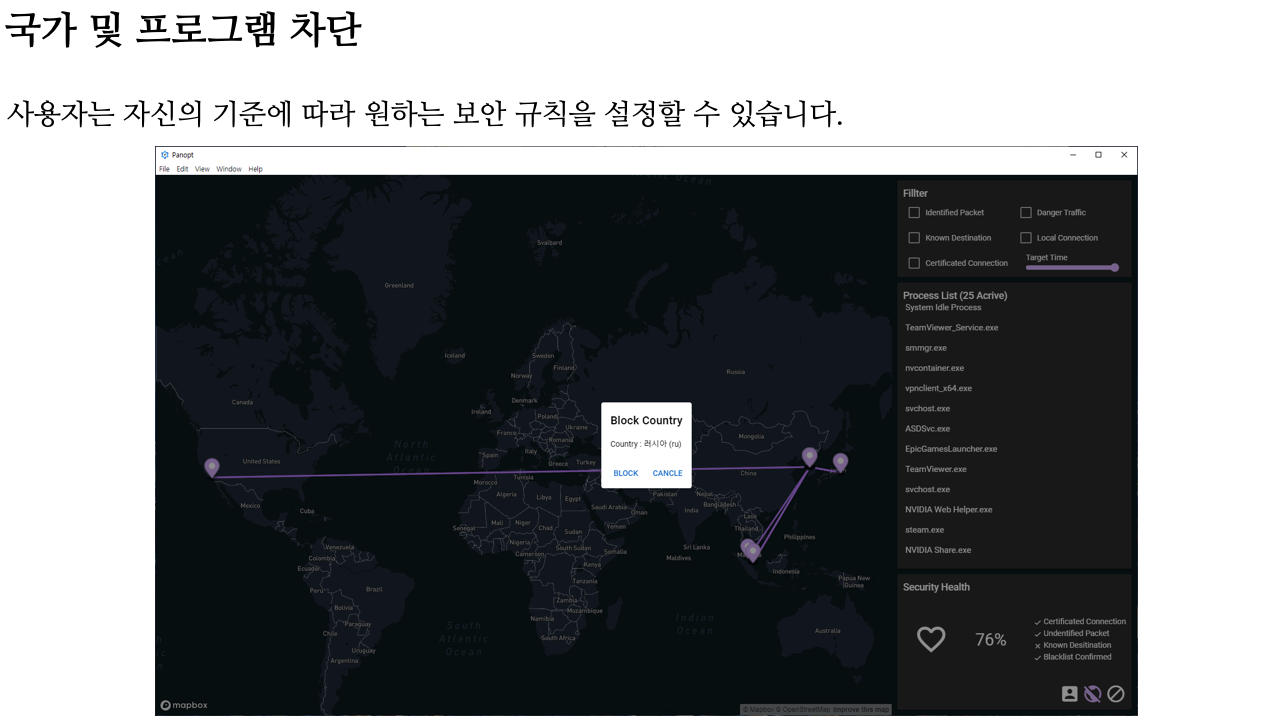 국가 및 프로그램 차단
사용자는 자신의 기준에 따라 원하는 보안 규칙을 설정할 수 있습니다.
Panopt
File Edit View Window Help
Svalbard
Greenland
Iceland
Sweden
Finland
Norway
Russia
Canada
Denmark
Ireland
Poland
Ukraine
France
Romania
Mongolia
North Atlantic Ocean
Spain
Italy
Greece
Turkey
United States
China
Morocco
Tunisia
Algeria
Libya
Egypt
Pakistan
Nepal
Bangladesh
Mexico
Cuba
Saudi Arabia
Oman
India
Laos
Senegal
Mali
Niger
Chad
Sudan
Yemen
Thailand
Philippines
Venezuela
Nigeria
South Sudan
Somalia
Sri Lanka
Colombia
Cameroon
Maldives
Ecuador
Kenya
Indonesia
Papua New Guinea
Peru
Brazil
Tanzania
Bolivia
Zambia
Mozambique
Paraguay
Namibia
South Atlantic Ocean
Indian Ocean
Chile
South Africa
Australia
Uruguay
Argentina
Block Country
Country : 러시아 (ru)
BLOCK CANCLE
Fillter
Identified Packet Danger Traffic
Known Destination Local Connection
Certificated Connection Target Time
Process List (25 Acrive)
System Idle Process
TeamViewer_Service.exe
smmgr.exe
nvcontainer.exe
vpnclient_x64.exe
svchost.exe
ASDSvc.exe
EpicGamesLauncher.exe
TeamViewer.exe
svchost.exe
NVIDIA Web Helper.exe
steam.exe
NVIDIA Share.exe
Security Health
76%
Certificated Connection
Undentified Packet
Known Desitination
Blacklist Confirmed
mapbox
© Mapbox © OpenStreetMap Improve this map